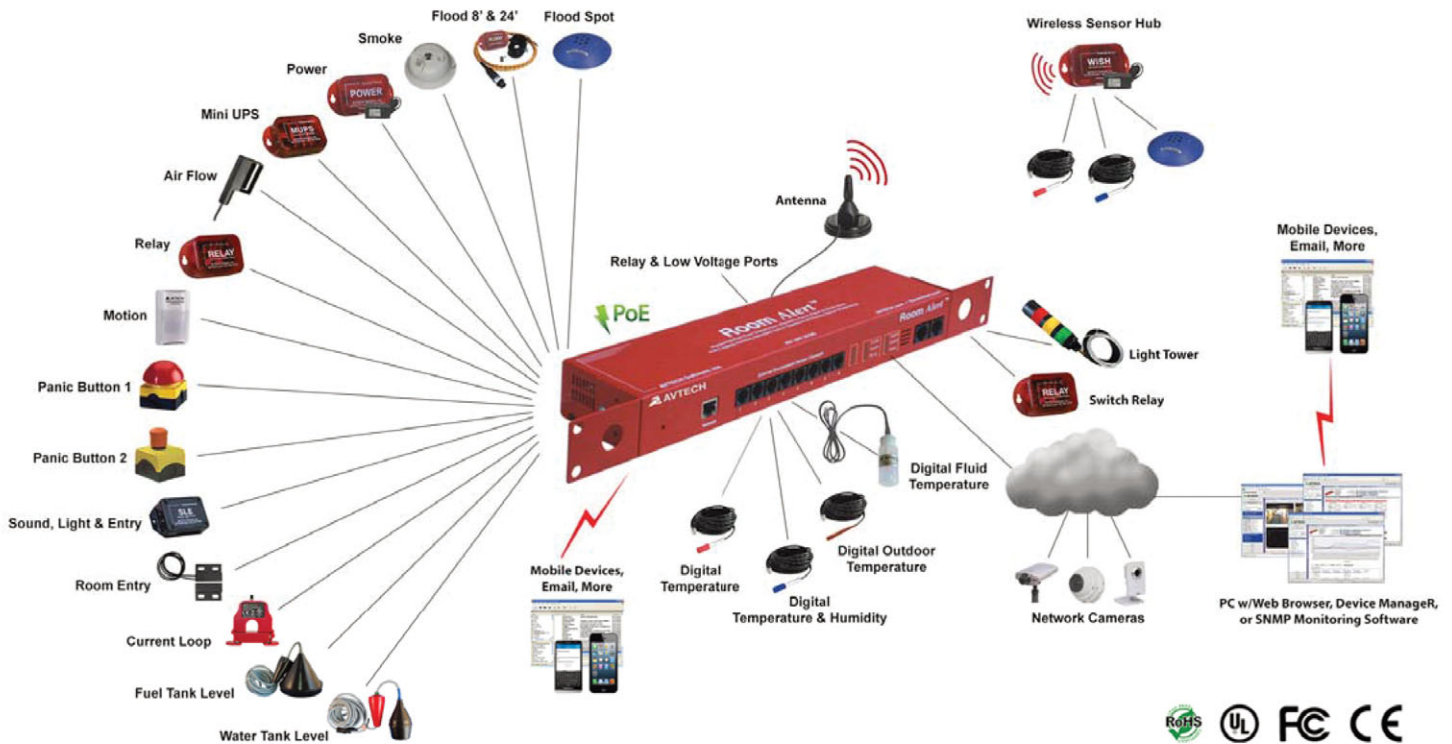 Flood 8' & 24'
Flood Spot
Smoke
Power
Mini UPS
Air Flow
Relay
Motion
Panic Button 1
Panic Button 2
Sound, Light & Entry
Room Entry
Current Loop
Fuel Tank Level
Water Tank Level
POWER
MUPS
RELAY
SLE
8'
Wireless Sensor Hub
WiSH
Antenna
Relay & Low Voltage Ports
PoE
Room Alert™
AVTECH
Room Alert
Light Tower
RELAY
Switch Relay
Digital Fluid
Temperature
Digital Outdoor
Temperature
Digital
Temperature
Digital
Temperature & Humidity
Mobile Devices,
Email, More
Mobile Devices,
Email, More
Network Cameras
PC w/Web Browser, Device ManageR,
or SNMP Monitoring Software
RoHS
UL
FC
CE